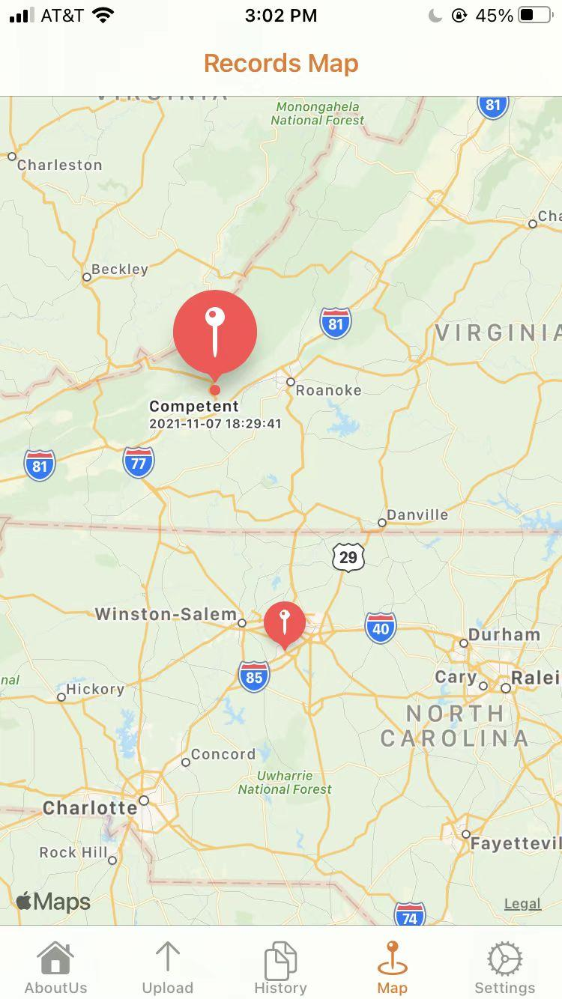 AT&T 3:02 PM 45%
Records Map
VIRGINIA
Monongahela
National Forest
81
Charleston
Cha
Beckley
81
VIRGINIA
Roanoke
Competent
2021-11-07 18:29:41
81
77
Danville
29
Winston-Salem
40
Durham
85
Cary
Ralei
nal
Hickory
NORTH
CAROLINA
Concord
Uwharrie
National Forest
Charlotte
Fayettevil
Rock Hill
Maps
Legal
74
AboutUs Upload History Map Settings